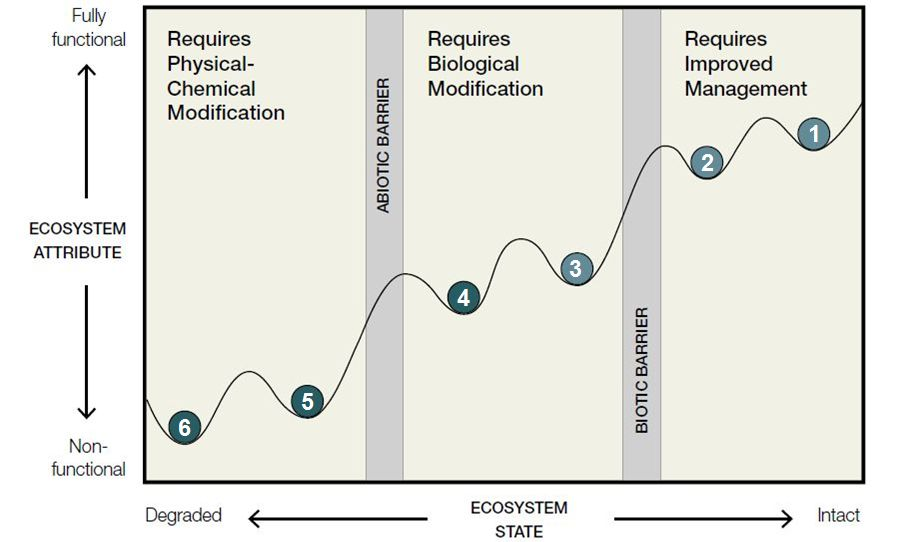 Fully
functional
ECOSYSTEM
ATTRIBUTE
Non-
functional
Requires
Physical-
Chemical
Modification
ABIOTIC BARRIER
Requires
Biological
Modification
BIOTIC BARRIER
Requires
Improved
Management
1
2
3
4
5
6
Degraded
ECOSYSTEM
STATE
Intact